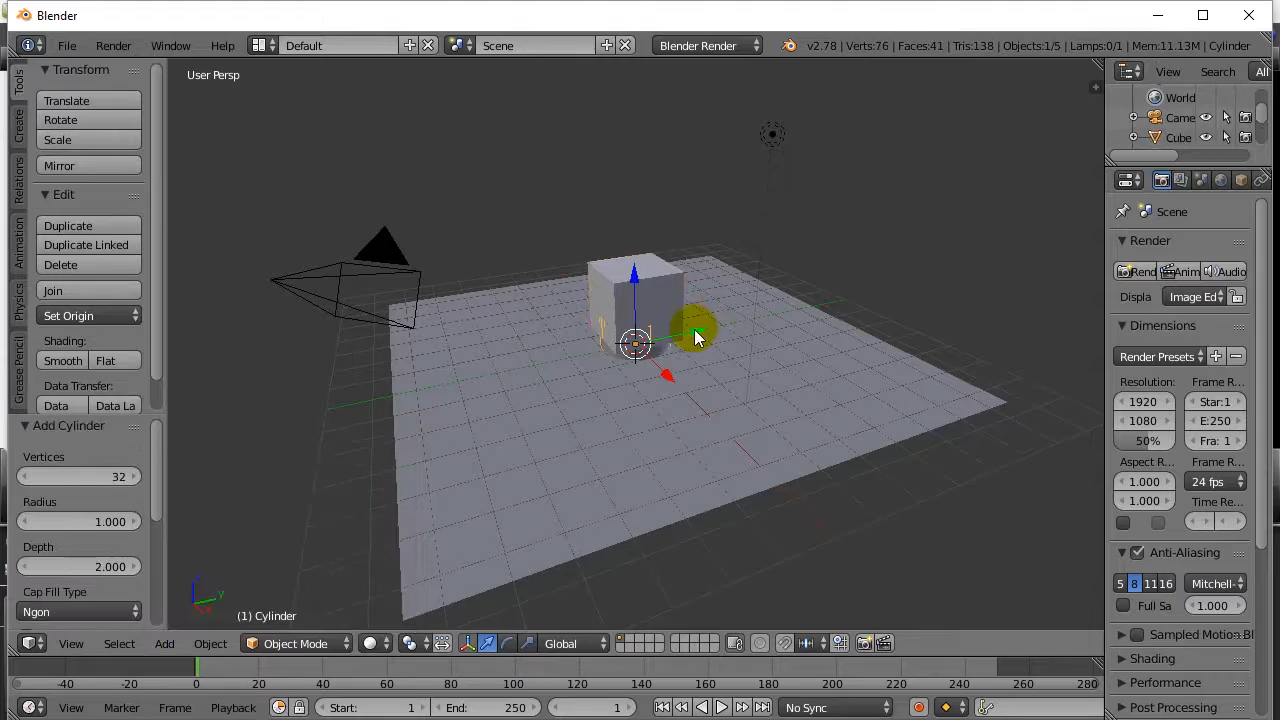 Blender
File Render Window Help Default Scene Blender Render v2.78 | Verts:76 | Faces:41 | Tris:138 | Objects:1/5 | Lamps:0/1 | Mem:11.13M | Cylinder
Tools
Create
Relations
Animation
Physics
Grease Pencil
Transform
Translate
Rotate
Scale
Mirror
Edit
Duplicate
Duplicate Linked
Delete
Join
Set Origin
Shading:
Smooth Flat
Data Transfer:
Data Data La
Add Cylinder
Vertices
32
Radius
1.000
Depth
2.000
Cap Fill Type
Ngon
User Persp
(1) Cylinder
View Select Add Object Object Mode Global
View Search All
World
Came
Cube
Scene
Render
Rend Anim Audio
Displa Image Ed
Dimensions
Render Presets
Resolution: Frame R...
1920 Star:1
1080 E:250
50% Fra: 1
Aspect R... Frame R...
1.000 24 fps
1.000 Time Re...
Anti-Aliasing
5 8 11 16 Mitchell-
Full Sa 1.000
Sampled Motion Bl
Shading
Performance
Post Processing
-40 -20 0 20 40 60 80 100 120 140 160 180 200 220 240 260 280
View Marker Frame Playback Start: 1 End: 250 1 No Sync